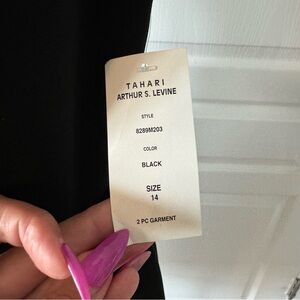 TAHARI
ARTHUR S. LEVINE
STYLE
8289M203
COLOR
BLACK
SIZE
14
2 PC GARMENT